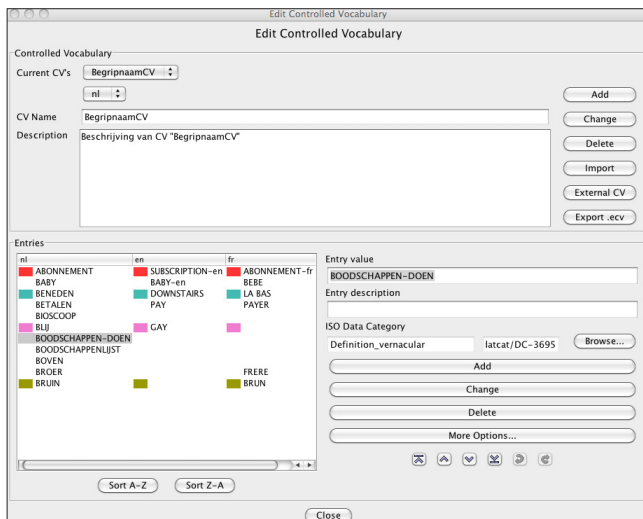 Edit Controlled Vocabulary
Edit Controlled Vocabulary
Controlled Vocabulary
Current CV's BegripnaamCV
nl
Add
CV Name BegripnaamCV
Change
Description Beschrijving van CV "BegripnaamCV"
Delete
Import
External CV
Export .ecv
Entries
nl en fr
ABONNEMENT SUBSCRIPTION-en ABONNEMENT-fr
BABY BABY-en BEBE
BENEDEN DOWNSTAIRS LA BAS
BETALEN PAY PAYER
BIOSCOOP
BLIJ GAY
BOODSCHAPPEN-DOEN
BOODSCHAPPENLIJST
BOVEN
BROER FRERE
BRUIN BRUN
Sort A-Z Sort Z-A
Entry value
BOODSCHAPPEN-DOEN
Entry description
ISO Data Category
Definition_vernacular latcat/DC-3695 Browse...
Add
Change
Delete
More Options...
Close